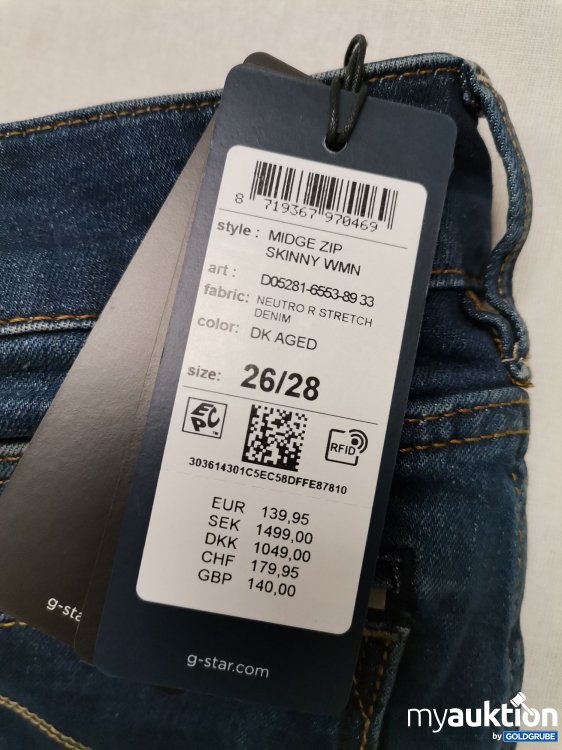 8 719367 970469
style : MIDGE ZIP
SKINNY WMN
art : D05281-6553-89 33
fabric: NEUTRO R STRETCH
DENIM
color: DK AGED
size: 26/28
EPC™
RFID
303614301C5EC58DFFE87810
EUR 139,95
SEK 1499,00
DKK 1049,00
CHF 179,95
GBP 140,00
g-sta
g-star.com
myauktion
by GOLDGRUBE